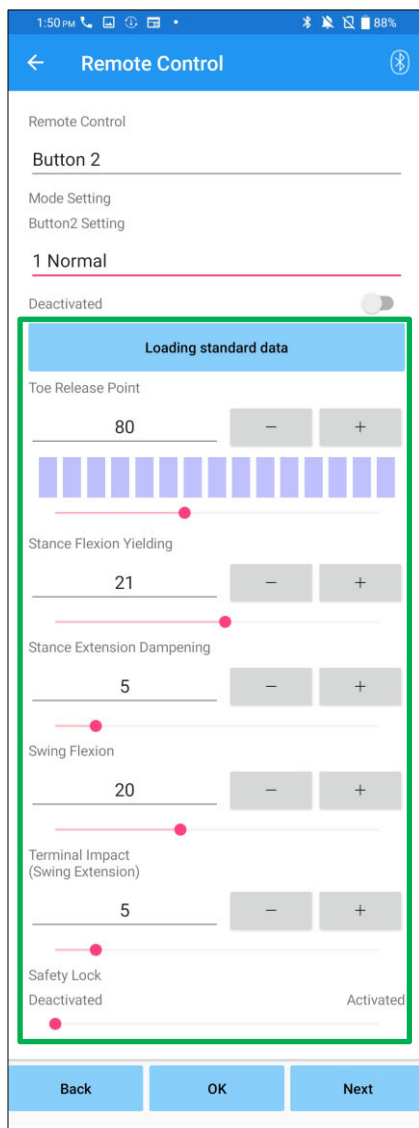 1:50 PM 88%
Remote Control
Remote Control
Button 2
Mode Setting
Button2 Setting
1 Normal
Deactivated
Loading standard data
Toe Release Point
80 − +
Stance Flexion Yielding
21 − +
Stance Extension Dampening
5 − +
Swing Flexion
20 − +
Terminal Impact
(Swing Extension)
5 − +
Safety Lock
Deactivated Activated
Back OK Next